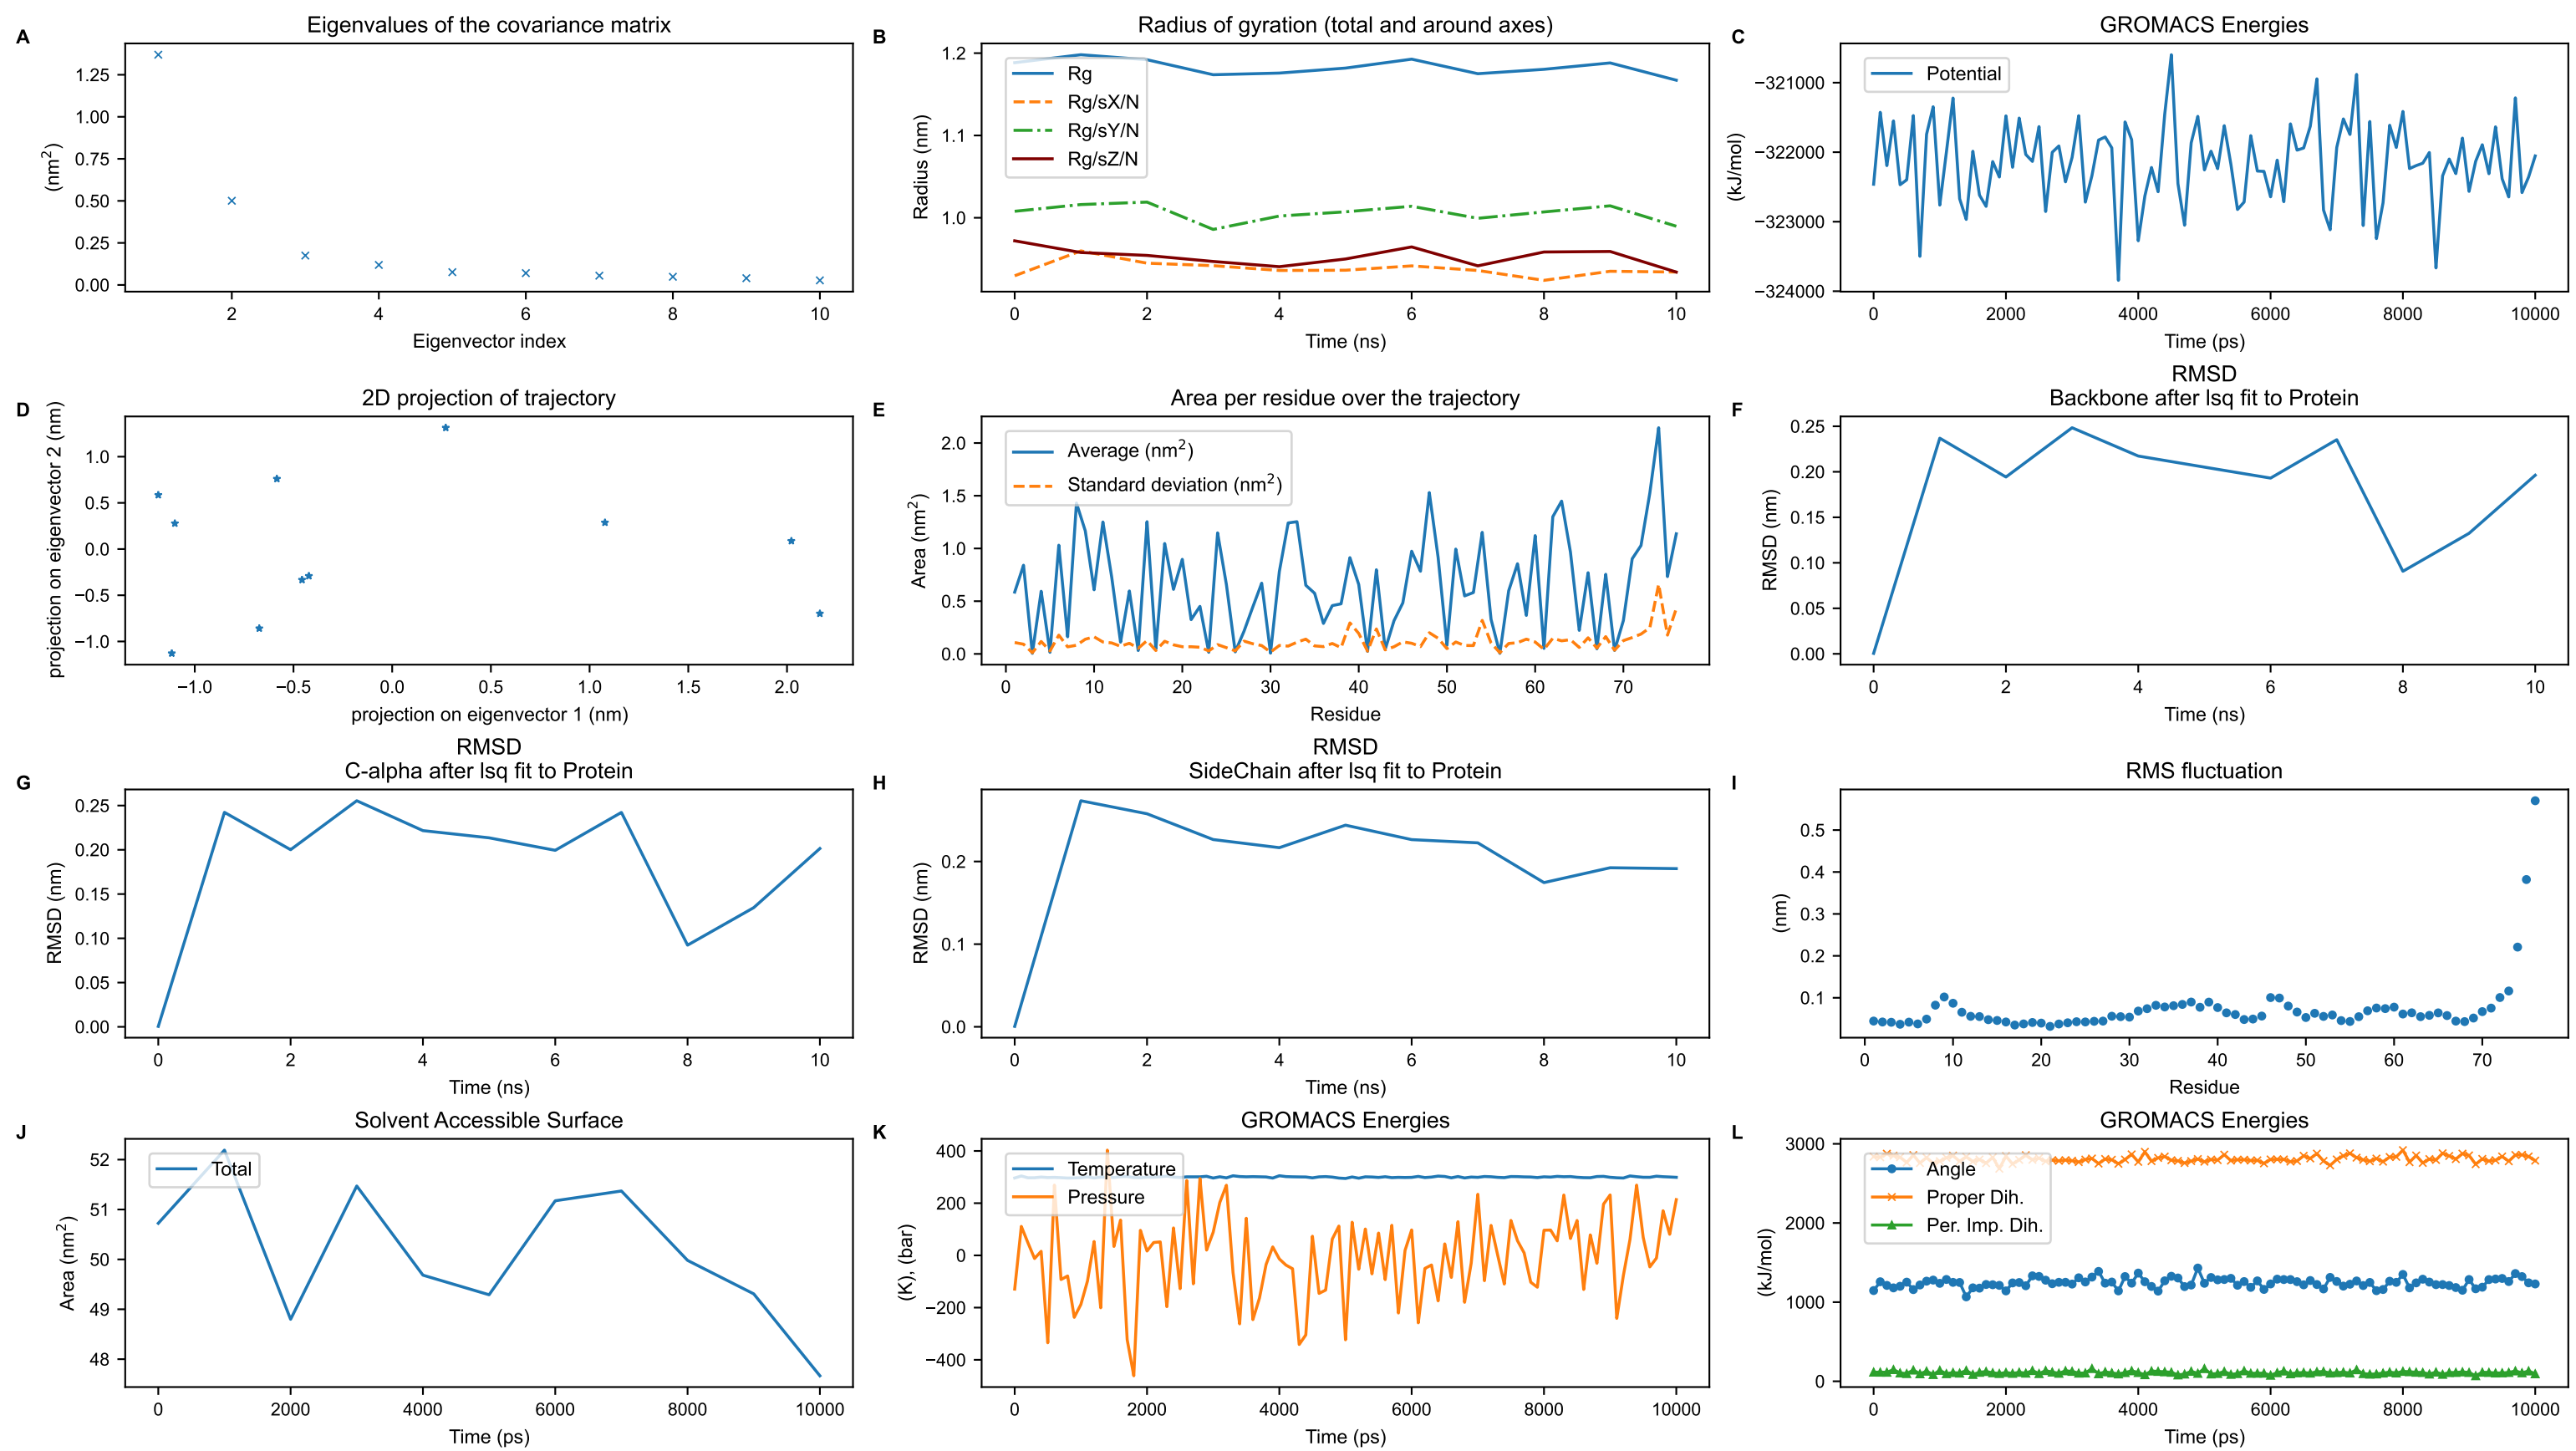 A
Eigenvalues of the covariance matrix
(nm²)
1.25
1.00
0.75
0.50
0.25
0.00
2 4 6 8 10
Eigenvector index
B
Radius of gyration (total and around axes)
Radius (nm)
1.2
1.1
1.0
Rg
Rg/sX/N
Rg/sY/N
Rg/sZ/N
0 2 4 6 8 10
Time (ns)
C
GROMACS Energies
(kJ/mol)
−321000
−322000
−323000
−324000
Potential
0 2000 4000 6000 8000 10000
Time (ps)
D
2D projection of trajectory
projection on eigenvector 2 (nm)
1.0
0.5
0.0
−0.5
−1.0
−1.0 −0.5 0.0 0.5 1.0 1.5 2.0
projection on eigenvector 1 (nm)
E
Area per residue over the trajectory
Area (nm²)
2.0
1.5
1.0
0.5
0.0
Average (nm²)
Standard deviation (nm²)
0 10 20 30 40 50 60 70
Residue
F
RMSD
Backbone after lsq fit to Protein
RMSD (nm)
0.25
0.20
0.15
0.10
0.05
0.00
0 2 4 6 8 10
Time (ns)
G
RMSD
C-alpha after lsq fit to Protein
RMSD (nm)
0.25
0.20
0.15
0.10
0.05
0.00
0 2 4 6 8 10
Time (ns)
H
RMSD
SideChain after lsq fit to Protein
RMSD (nm)
0.2
0.1
0.0
0 2 4 6 8 10
Time (ns)
I
RMS fluctuation
(nm)
0.5
0.4
0.3
0.2
0.1
0 10 20 30 40 50 60 70
Residue
J
Solvent Accessible Surface
Area (nm²)
52
51
50
49
48
Total
0 2000 4000 6000 8000 10000
Time (ps)
K
GROMACS Energies
(K), (bar)
400
200
0
−200
−400
Temperature
Pressure
0 2000 4000 6000 8000 10000
Time (ps)
L
GROMACS Energies
(kJ/mol)
3000
2000
1000
0
Angle
Proper Dih.
Per. Imp. Dih.
0 2000 4000 6000 8000 10000
Time (ps)